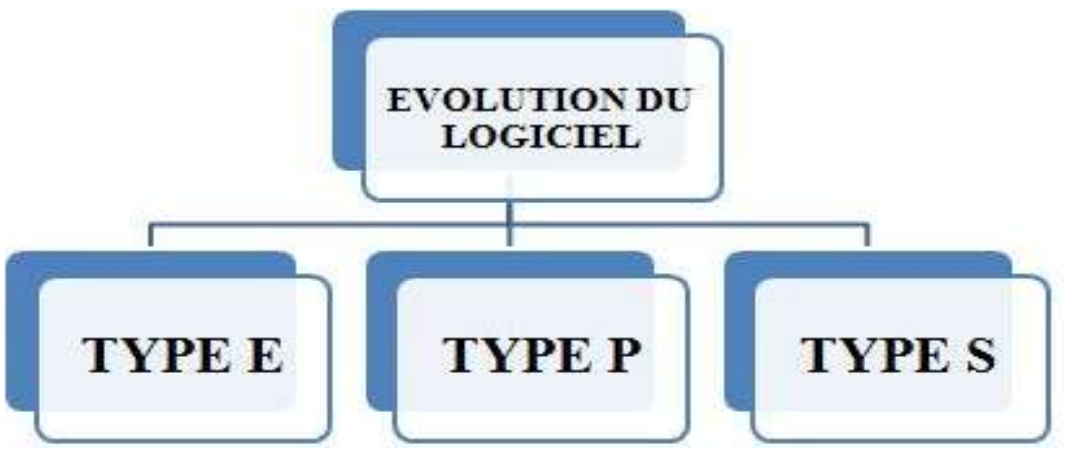 EVOLUTION DU
LOGICIEL
TYPE E
TYPE P
TYPE S